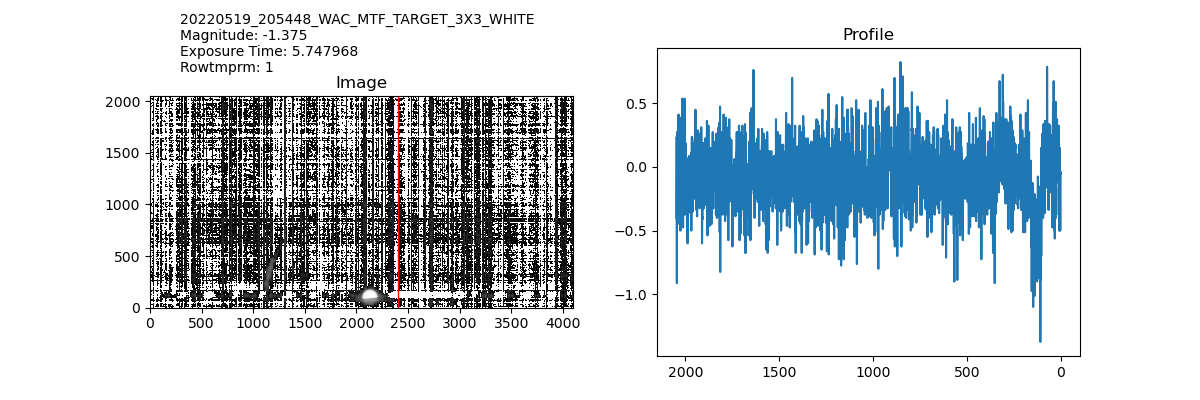 20220519_205448_WAC_MTF_TARGET_3X3_WHITE
Magnitude: -1.375
Exposure Time: 5.747968
Rowtmprm: 1
Image
2000
1500
1000
500
0
0 500 1000 1500 2000 2500 3000 3500 4000
Profile
0.5
0.0
−0.5
−1.0
2000 1500 1000 500 0